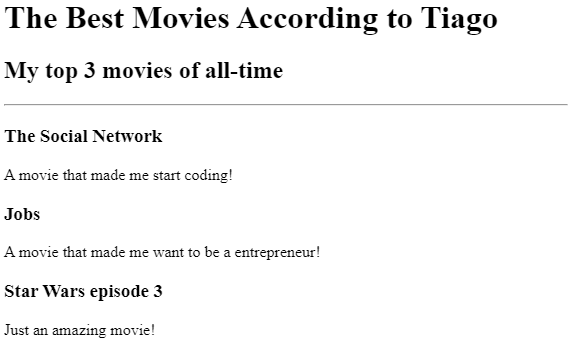 The Best Movies According to Tiago
My top 3 movies of all-time
The Social Network
A movie that made me start coding!
Jobs
A movie that made me want to be a entrepreneur!
Star Wars episode 3
Just an amazing movie!